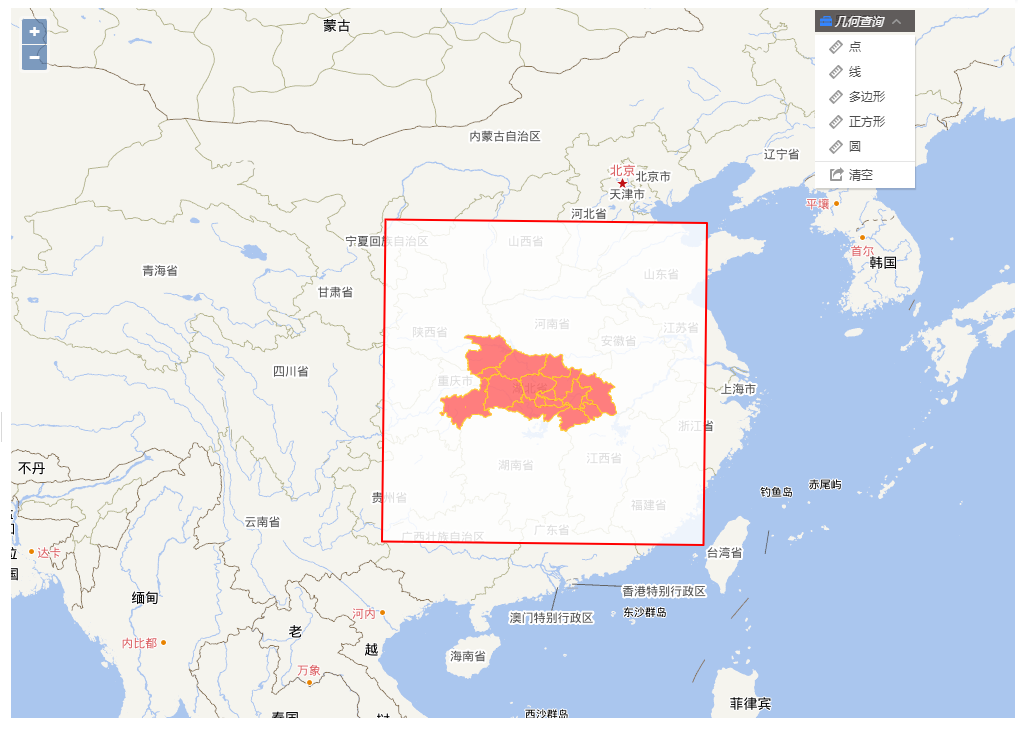 蒙古
几何查询
点
线
多边形
正方形
圆
清空
+
−
内蒙古自治区
辽宁省
北京
北京市
天津市
平壤
河北省
首尔
韩国
宁夏回族自治区
山西省
青海省
山东省
甘肃省
陕西省
河南省
江苏省
安徽省
四川省
重庆市
上海市
浙江省
湖南省
江西省
不丹
钓鱼岛
赤尾屿
贵州省
福建省
云南省
广西壮族自治区
广东省
达卡
国
台湾省
缅甸
香港特别行政区
河内
澳门特别行政区
东沙群岛
内比都
老
越
海南省
万象
菲律宾
泰国
西沙群岛